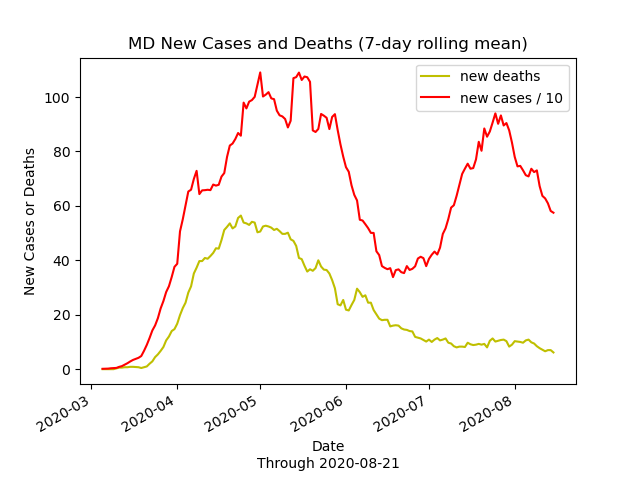 MD New Cases and Deaths (7-day rolling mean)
new deaths
new cases / 10
New Cases or Deaths
100
80
60
40
20
0
2020-03
2020-04
2020-05
2020-06
2020-07
2020-08
Date
Through 2020-08-21